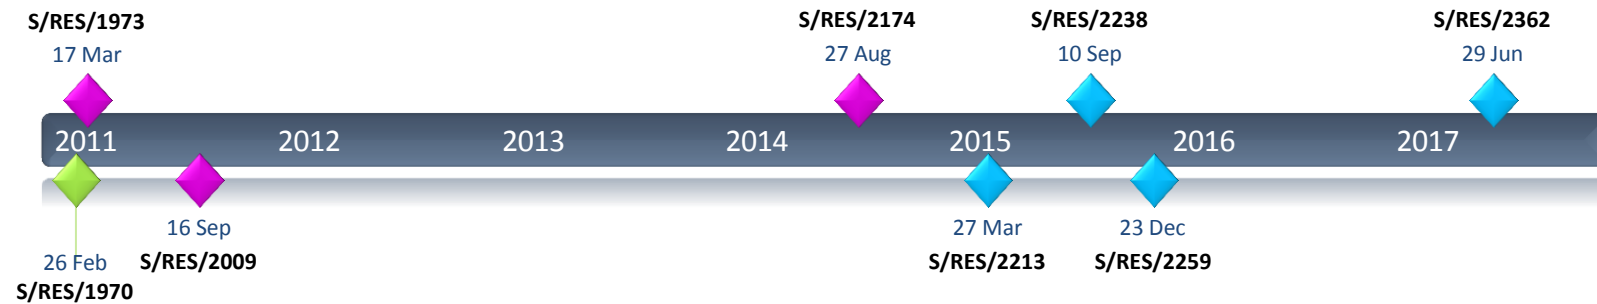 S/RES/1973 S/RES/2174 S/RES/2238 S/RES/2362
17 Mar 27 Aug 10 Sep 29 Jun
2011 2012 2013 2014 2015 2016 2017
16 Sep 27 Mar 23 Dec
26 Feb S/RES/2009 S/RES/2213 S/RES/2259
S/RES/1970